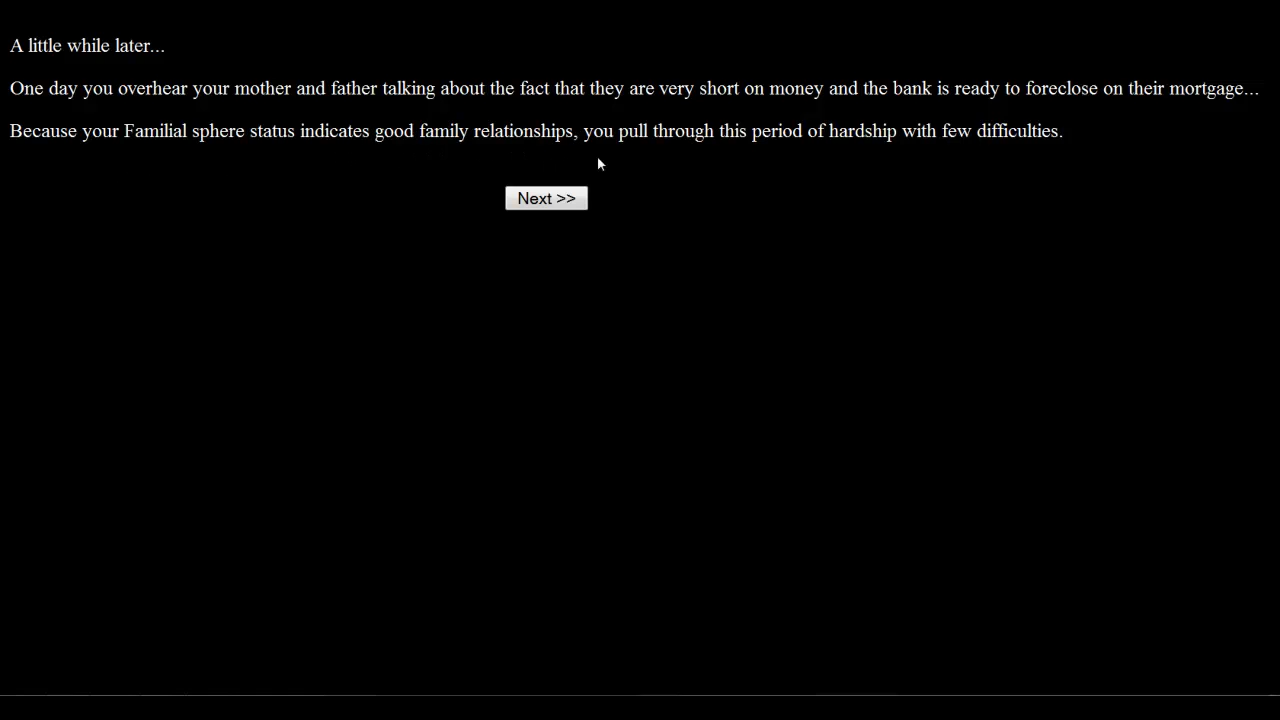 A little while later...
One day you overhear your mother and father talking about the fact that they are very short on money and the bank is ready to foreclose on their mortgage...
Because your Familial sphere status indicates good family relationships, you pull through this period of hardship with few difficulties.
Next >>